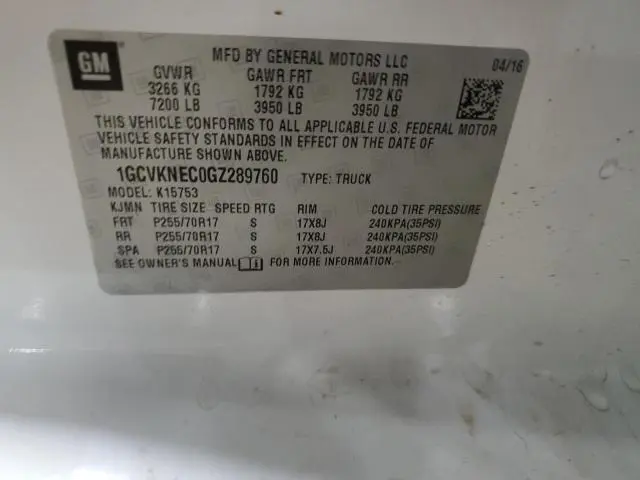 GM
MFD BY GENERAL MOTORS LLC 04/16
GVWR GAWR FRT GAWR RR
3266 KG 1792 KG 1792 KG
7200 LB 3950 LB 3950 LB
THIS VEHICLE CONFORMS TO ALL APPLICABLE U.S. FEDERAL MOTOR
VEHICLE SAFETY STANDARDS IN EFFECT ON THE DATE OF
MANUFACTURE SHOWN ABOVE.
1GCVKNEC0GZ289760 TYPE: TRUCK
MODEL: K15753
KJMN TIRE SIZE SPEED RTG RIM COLD TIRE PRESSURE
FRT P255/70R17 S 17X8J 240KPA(35PSI)
RR P255/70R17 S 17X8J 240KPA(35PSI)
SPA P255/70R17 S 17X7.5J 240KPA(35PSI)
SEE OWNER'S MANUAL FOR MORE INFORMATION.